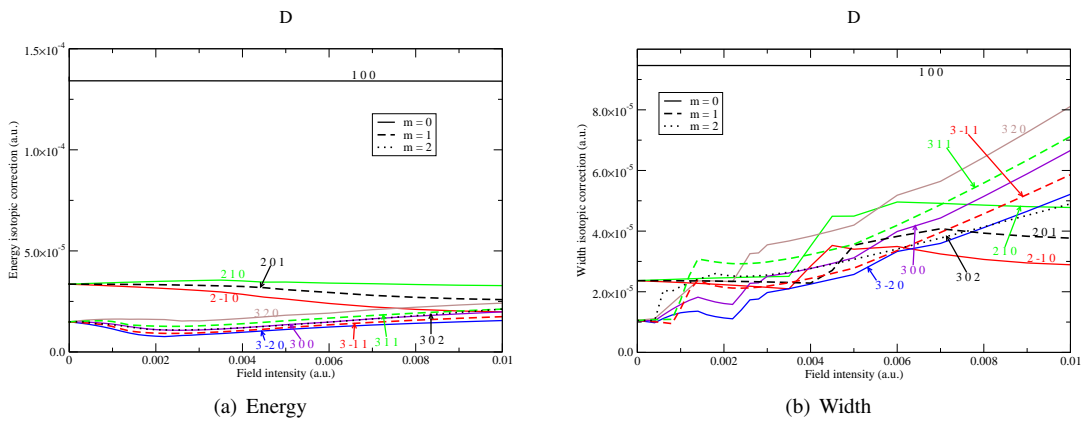 D
1.5×10⁻⁴
1.0×10⁻⁴
5.0×10⁻⁵
0.0
Energy isotopic correction (a.u.)
1 0 0
m = 0
m = 1
m = 2
2 0 1
2 1 0
2 -1 0
3 2 0
3 -2 0
3 0 0
3 -1 1
3 1 1
3 0 2
0 0.002 0.004 0.006 0.008 0.01
Field intensity (a.u.)
(a) Energy
D
8.0×10⁻⁵
6.0×10⁻⁵
4.0×10⁻⁵
2.0×10⁻⁵
0.0
Width isotopic correction (a.u.)
1 0 0
m = 0
m = 1
m = 2
3 -1 1
3 2 0
3 1 1
2 0 1
2 1 0
3 0 0
2 -1 0
3 0 2
3 -2 0
0 0.002 0.004 0.006 0.008 0.01
Field intensity (a.u.)
(b) Width